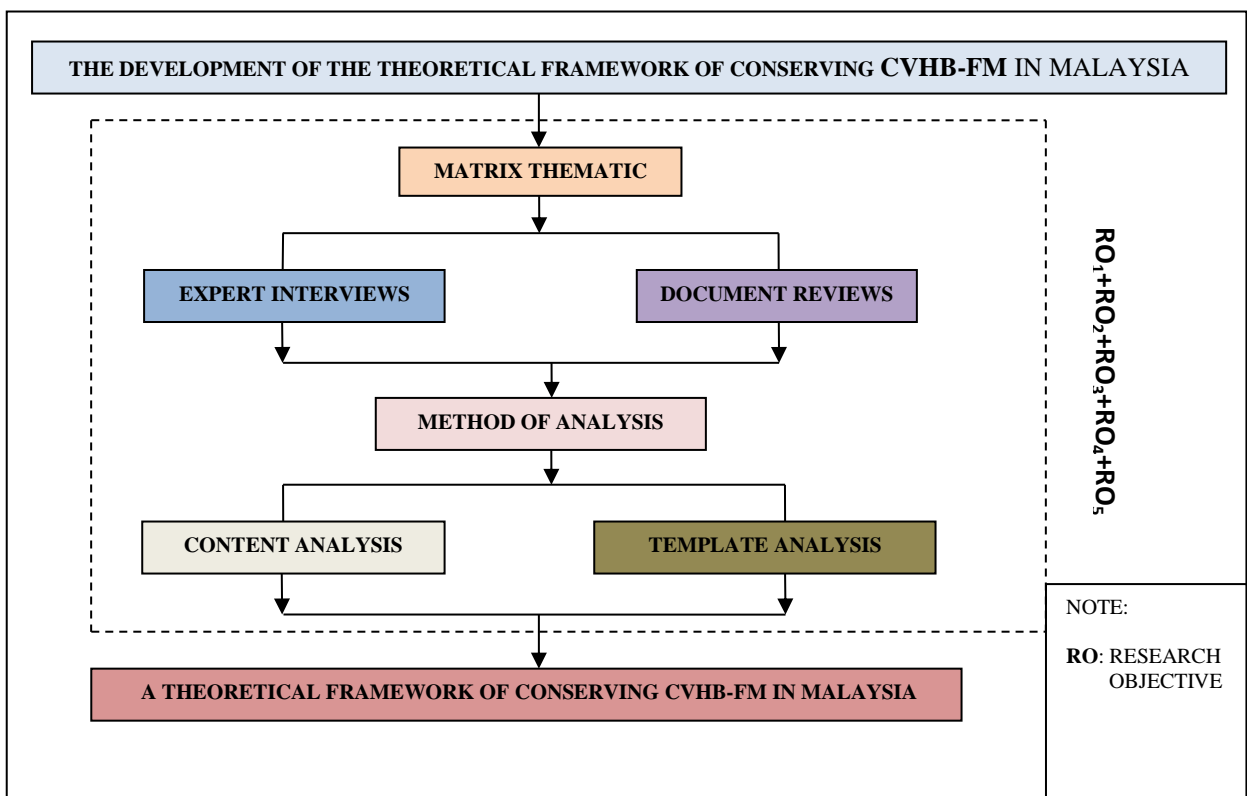 THE DEVELOPMENT OF THE THEORETICAL FRAMEWORK OF CONSERVING CVHB-FM IN MALAYSIA
MATRIX THEMATIC
EXPERT INTERVIEWS
DOCUMENT REVIEWS
METHOD OF ANALYSIS
CONTENT ANALYSIS
TEMPLATE ANALYSIS
A THEORETICAL FRAMEWORK OF CONSERVING CVHB-FM IN MALAYSIA
RO₁+RO₂+RO₃+RO₄+RO₅
NOTE:
RO: RESEARCH
OBJECTIVE